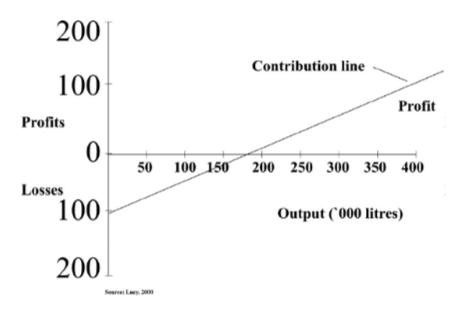 200
Contribution line
100
Profit
Profits
0
50 100 150 200 250 300 350 400
Losses
100
Output (`000 litres)
200
Source: Lucy, 2000